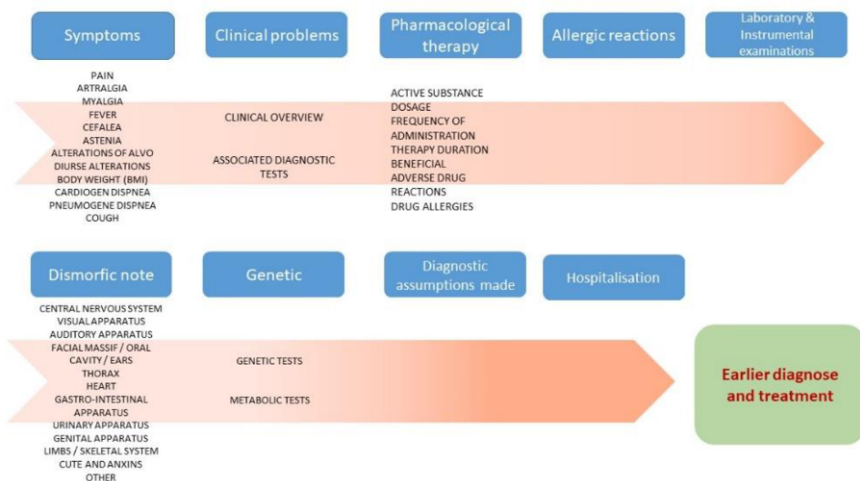 Symptoms
Clinical problems
Pharmacological
therapy
Allergic reactions
Laboratory &
Instrumental
examinations
PAIN
ARTRALGIA
MYALGIA
FEVER
CEFALEA
ASTENIA
ALTERATIONS OF ALVO
DIURSE ALTERATIONS
BODY WEIGHT (BMI)
CARDIOGEN DISPNEA
PNEUMOGENE DISPNEA
COUGH
CLINICAL OVERVIEW
ASSOCIATED DIAGNOSTIC
TESTS
ACTIVE SUBSTANCE
DOSAGE
FREQUENCY OF
ADMINISTRATION
THERAPY DURATION
BENEFICIAL
ADVERSE DRUG
REACTIONS
DRUG ALLERGIES
Dismorfic note
Genetic
Diagnostic
assumptions made
Hospitalisation
CENTRAL NERVOUS SYSTEM
VISUAL APPARATUS
AUDITORY APPARATUS
FACIAL MASSIF / ORAL
CAVITY / EARS
THORAX
HEART
GASTRO-INTESTINAL
APPARATUS
URINARY APPARATUS
GENITAL APPARATUS
LIMBS / SKELETAL SYSTEM
CUTE AND ANXINS
OTHER
GENETIC TESTS
METABOLIC TESTS
Earlier diagnose
and treatment